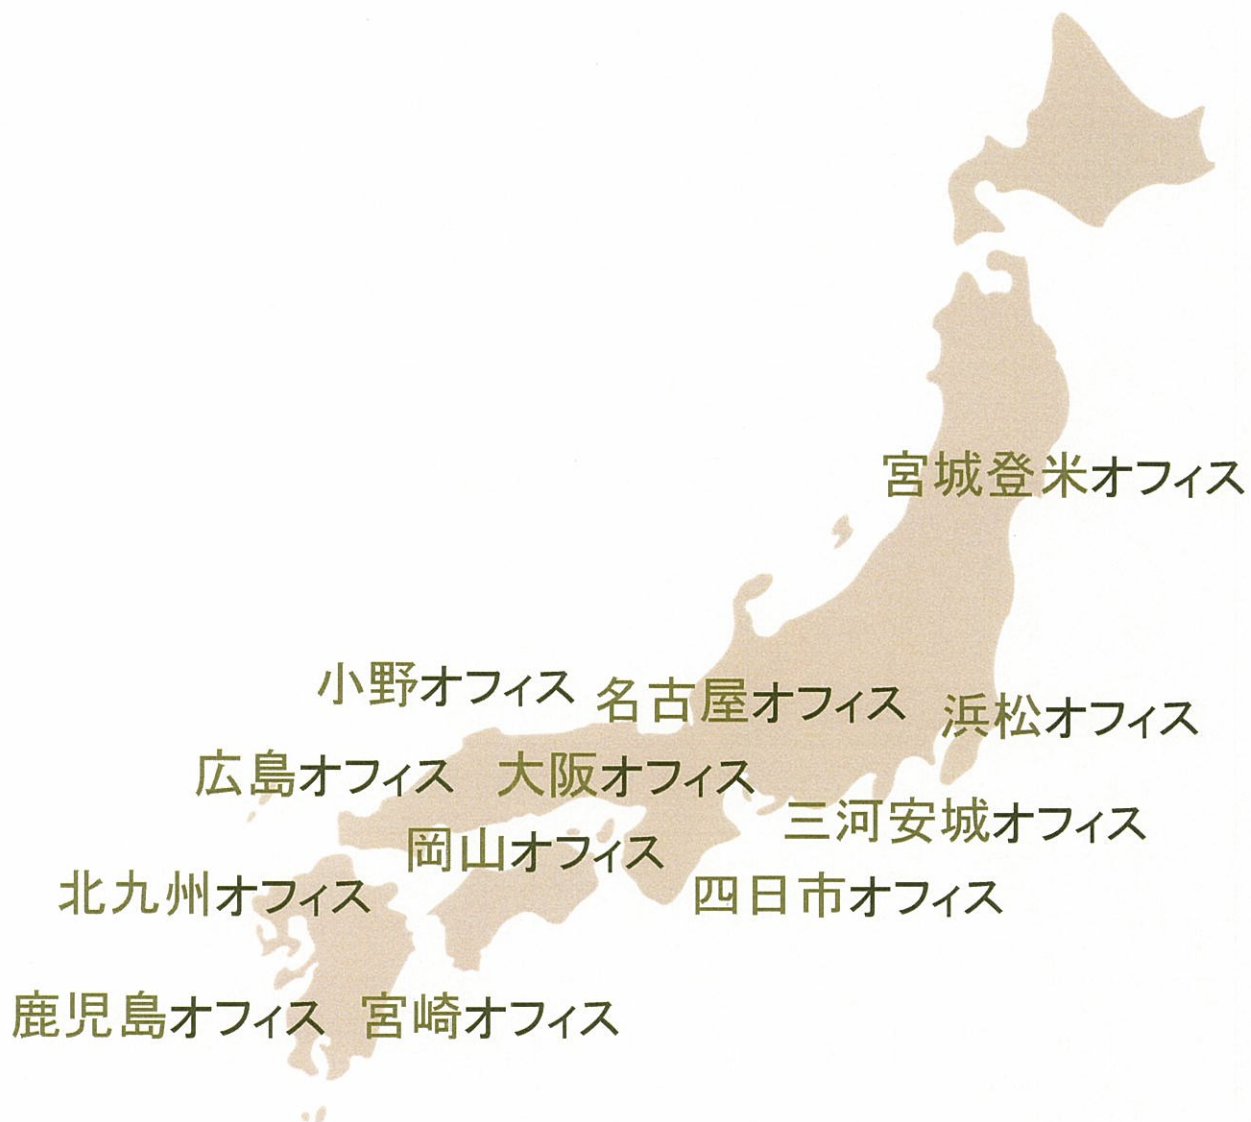 宮城登米オフィス
小野オフィス
名古屋オフィス
浜松オフィス
広島オフィス
大阪オフィス
三河安城オフィス
岡山オフィス
北九州オフィス
四日市オフィス
鹿児島オフィス
宮崎オフィス